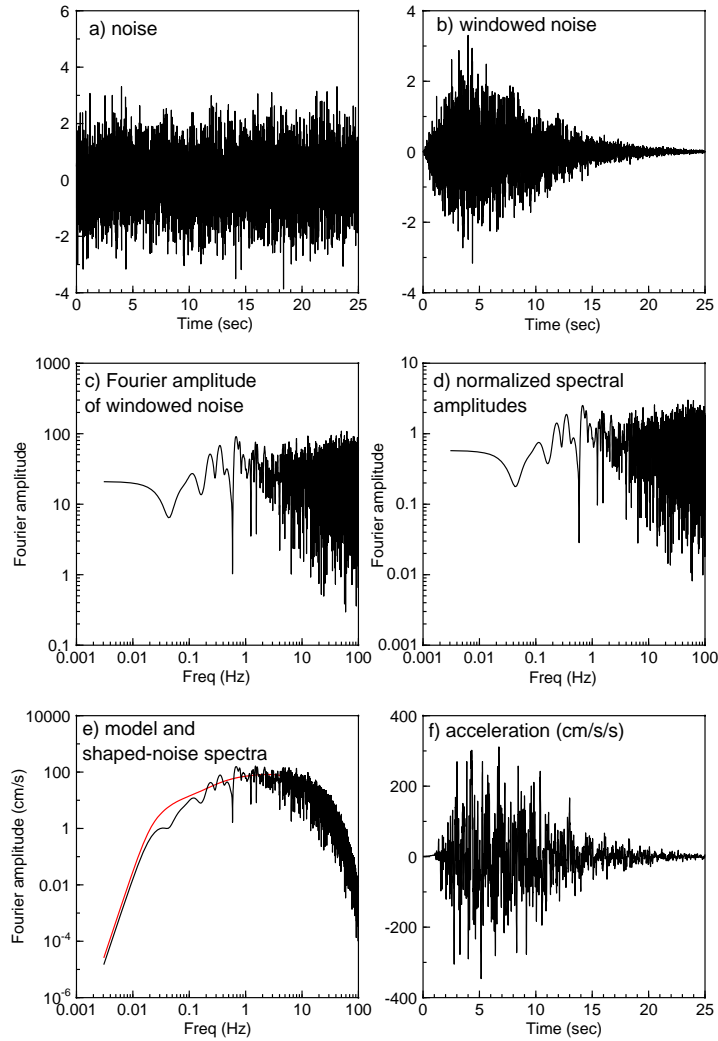 a) noise
6
4
2
0
-2
-4
0 5 10 15 20 25
Time (sec)
b) windowed noise
4
2
0
-2
-4
0 5 10 15 20 25
Time (sec)
c) Fourier amplitude
of windowed noise
1000
100
10
1
0.1
Fourier amplitude
0.001 0.01 0.1 1 10 100
Freq (Hz)
d) normalized spectral
amplitudes
10
1
0.1
0.01
0.001
Fourier amplitude
0.001 0.01 0.1 1 10 100
Freq (Hz)
e) model and
shaped-noise spectra
10000
100
1
0.01
10-4
10-6
Fourier amplitude (cm/s)
0.001 0.01 0.1 1 10 100
Freq (Hz)
f) acceleration (cm/s/s)
400
200
0
-200
-400
0 5 10 15 20 25
Time (sec)